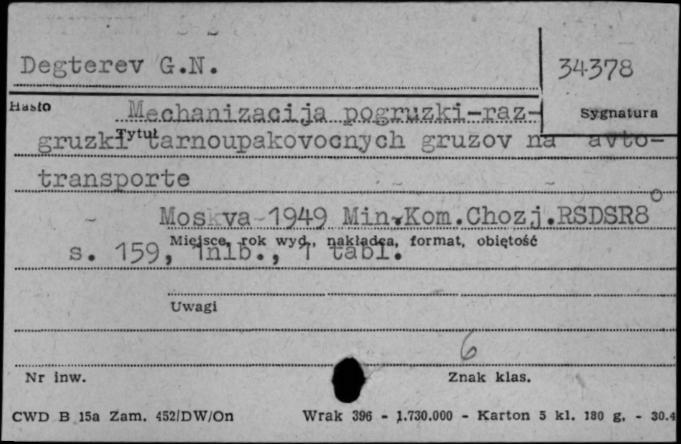 Degterev G.N.
34378
Hasło
Mechanizacija pogruzki-raz-
Sygnatura
gruzki tarnoupakovocnych gruzov na avto-
Tytuł
transporte
Moskva 1949 Min.Kom.Chozj.RSDSR8°
Miejsce, rok wyd., nakładca, format, objętość
s. 159, 1nlb., 1 tabl.
Uwagi
6
Nr inw.
Znak klas.
CWD B 15a Zam. 452/DW/On Wrak 396 - 1.730.000 - Karton 5 kl. 180 g. - 30.4